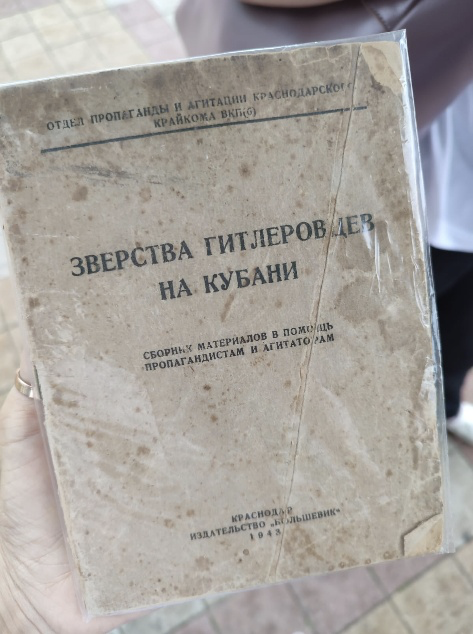 ОТДЕЛ ПРОПАГАНДЫ И АГИТАЦИИ КРАСНОДАРСКОГО
КРАЙКОМА ВКП(б)
ЗВЕРСТВА ГИТЛЕРОВЦЕВ
НА КУБАНИ
СБОРНИК МАТЕРИАЛОВ В ПОМОЩЬ
ПРОПАГАНДИСТАМ И АГИТАТОРАМ
КРАСНОДАР
ИЗДАТЕЛЬСТВО „БОЛЬШЕВИК"
1943